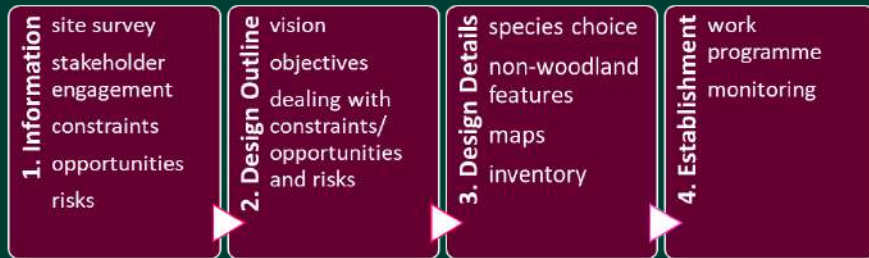 1. Information
site survey
stakeholder
engagement
constraints
opportunities
risks
2. Design Outline
vision
objectives
dealing with
constraints/
opportunities
and risks
3. Design Details
species choice
non-woodland
features
maps
inventory
4. Establishment
work
programme
monitoring